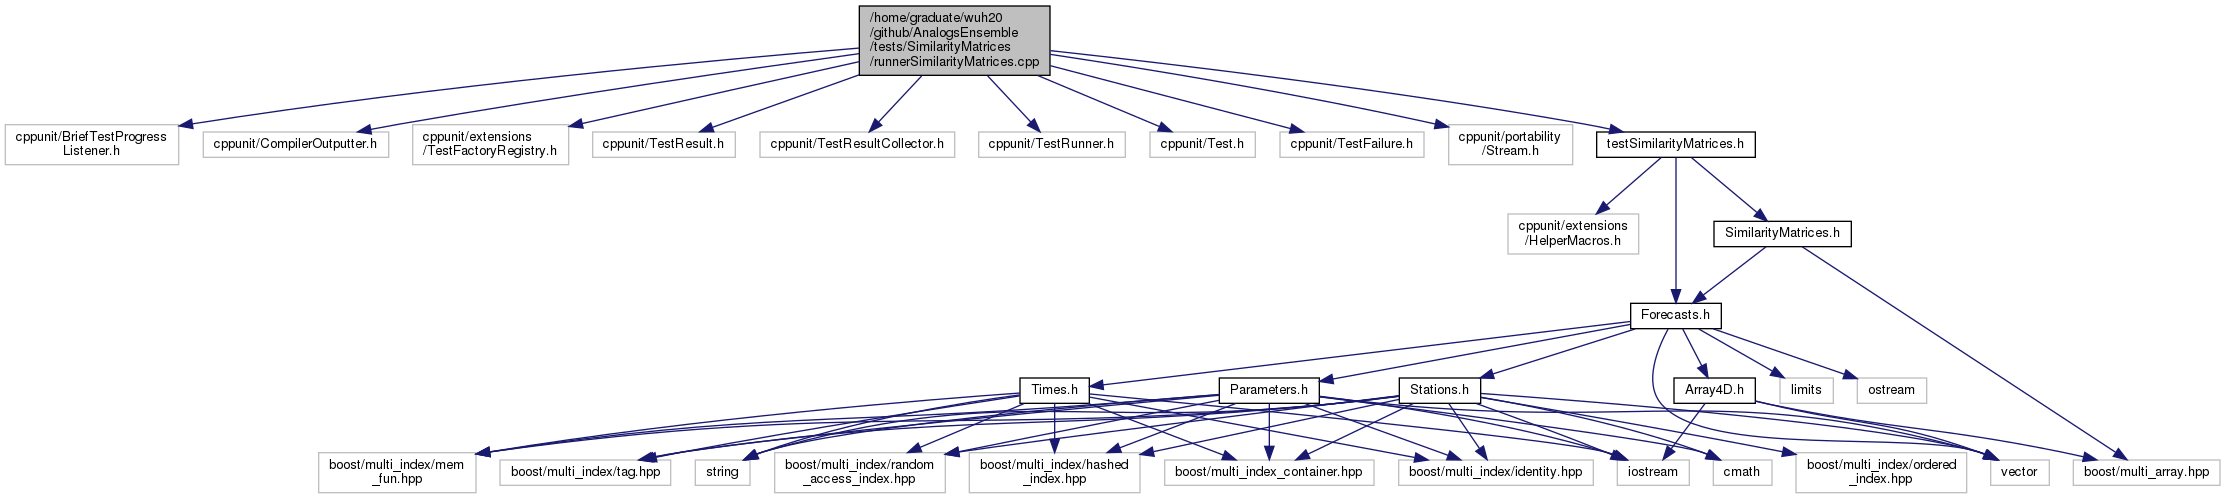 /home/graduate/wuh20
/github/AnalogsEnsemble
/tests/SimilarityMatrices
/runnerSimilarityMatrices.cpp
cppunit/BriefTestProgress
Listener.h
cppunit/CompilerOutputter.h
cppunit/extensions
/TestFactoryRegistry.h
cppunit/TestResult.h
cppunit/TestResultCollector.h
cppunit/TestRunner.h
cppunit/Test.h
cppunit/TestFailure.h
cppunit/portability
/Stream.h
testSimilarityMatrices.h
cppunit/extensions
/HelperMacros.h
SimilarityMatrices.h
Forecasts.h
Times.h
Parameters.h
Stations.h
Array4D.h
limits
ostream
boost/multi_index/mem
_fun.hpp
boost/multi_index/tag.hpp
string
boost/multi_index/random
_access_index.hpp
boost/multi_index/hashed
_index.hpp
boost/multi_index_container.hpp
boost/multi_index/identity.hpp
iostream
cmath
boost/multi_index/ordered
_index.hpp
vector
boost/multi_array.hpp